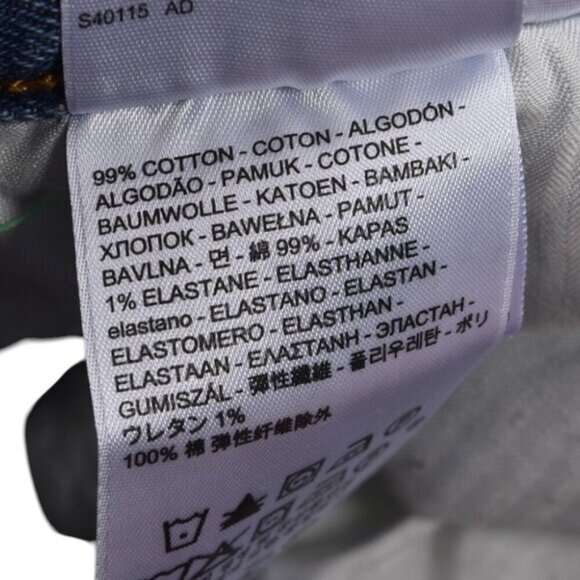 S40115 AD
99% COTTON - COTON - ALGODÓN -
ALGODÃO - PAMUK - COTONE -
BAUMWOLLE - KATOEN - BAMBAKI -
ХЛОПОК - BAWEŁNA - PAMUT -
BAVLNA - 면 - 綿 99% - KAPAS
1% ELASTANE - ELASTHANNE -
elastano - ELASTANO - ELASTAN -
ELASTOMERO - ELASTHAN -
ELASTAAN - ΕΛΑΣΤΑΝΗ - ЭЛАСТАН -
GUMISZÁL - 弹性纖维 - 폴리우레탄 - ポリ
ウレタン 1%
100% 棉 弹性纤维除外